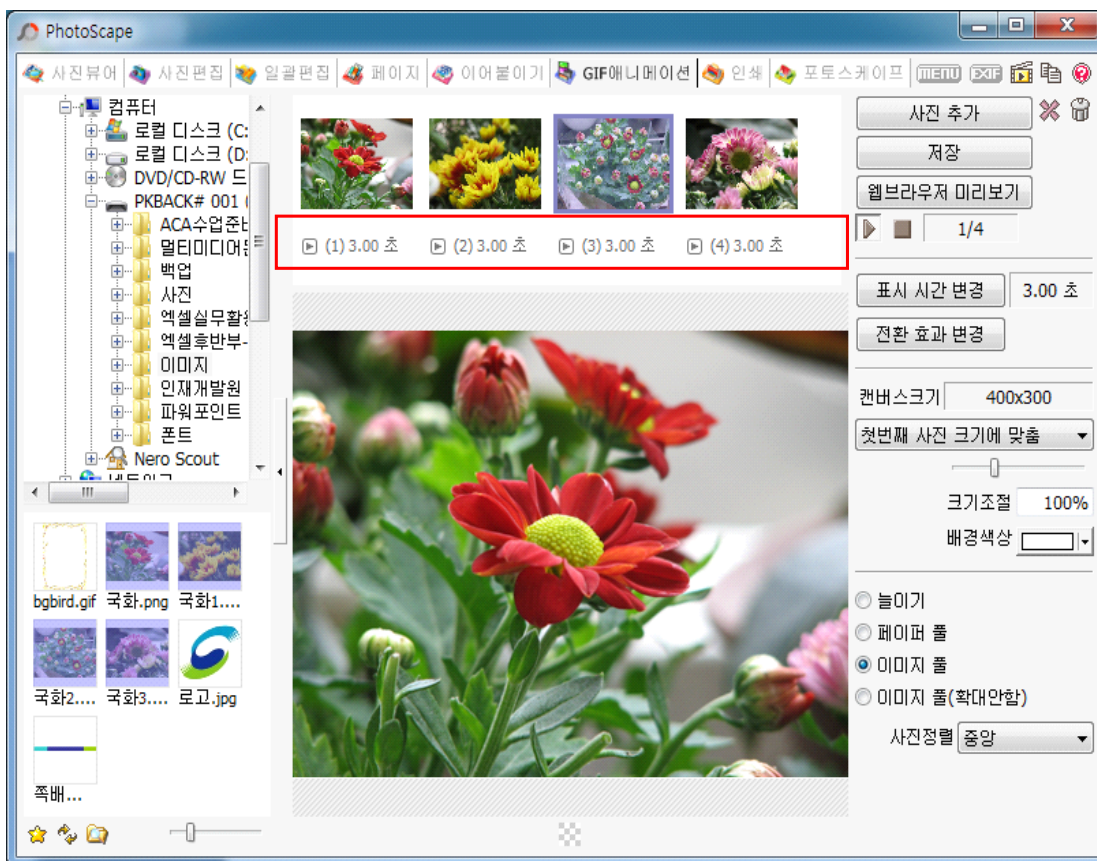 PhotoScape
사진뷰어 사진편집 일괄편집 페이지 이어붙이기 GIF애니메이션 인쇄 포토스케이프 MENU EXIF
컴퓨터
로컬 디스크 (C:
로컬 디스크 (D:
DVD/CD-RW 드
PKBACK# 001 (
ACA수업준비
멀티미디어
백업
사진
엑셀실무활용
엑셀후반부-
이미지
인재개발원
파워포인트
폰트
Nero Scout
(1) 3.00 초 (2) 3.00 초 (3) 3.00 초 (4) 3.00 초
bgbird.gif 국화.png 국화1....
국화2.... 국화3.... 로고.jpg
쪽배...
사진 추가
저장
웹브라우저 미리보기
1/4
표시 시간 변경 3.00 초
전환 효과 변경
캔버스크기 400x300
첫번째 사진 크기에 맞춤
크기조절 100%
배경색상
늘이기
페이퍼 풀
이미지 풀
이미지 풀(확대안함)
사진정렬 중앙